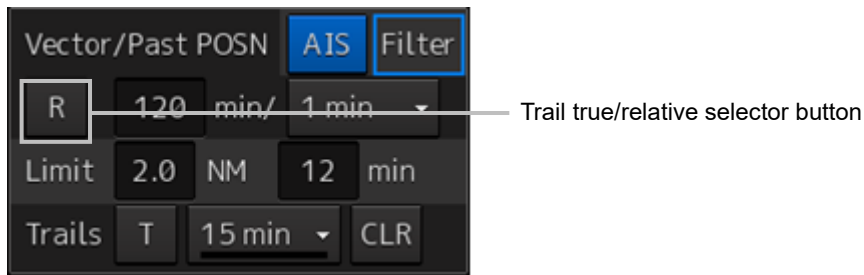 Vector/Past POSN AIS Filter
R 120 min/ 1 min
Trail true/relative selector button
Limit 2.0 NM 12 min
Trails T 15 min CLR